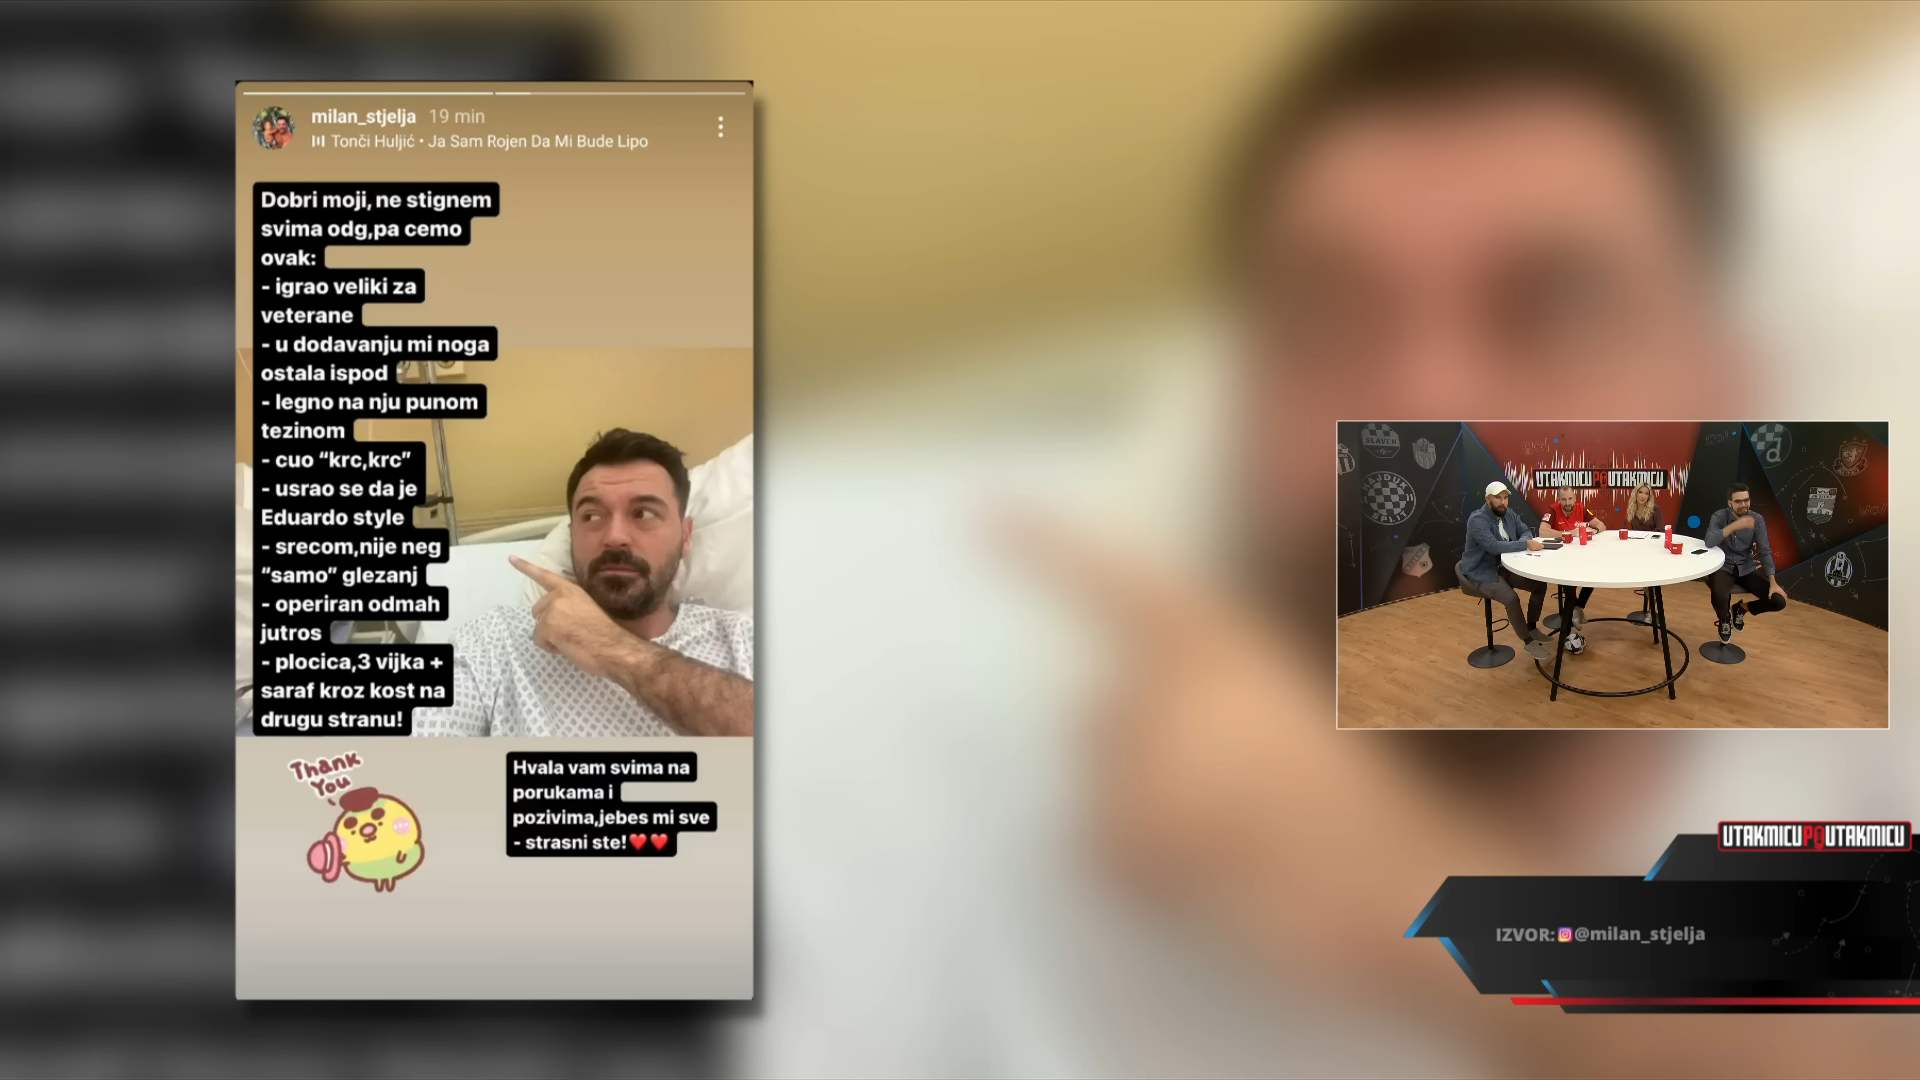 milan_stjelja 19 min
Tonči Huljić • Ja Sam Rojen Da Mi Bude Lipo
Dobri moji, ne stignem
svima odg,pa cemo
ovak:
- igrao veliki za
veterane
- u dodavanju mi noga
ostala ispod
- legno na nju punom
tezinom
- cuo “krc,krc”
- usrao se da je
Eduardo style
- srecom,nije neg
“samo” glezanj
- operiran odmah
jutros
- plocica,3 vijka +
saraf kroz kost na
drugu stranu!
Thank
You
Hvala vam svima na
porukama i
pozivima,jebes mi sve
- strasni ste!❤️❤️
SLAVEN
HAJDUK
SPLIT
UTAKMICU PO UTAKMICU
UTAKMICU PO UTAKMICU
IZVOR: @milan_stjelja